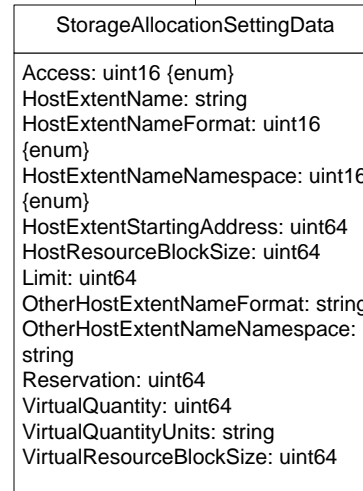 StorageAllocationSettingData
Access: uint16 {enum}
HostExtentName: string
HostExtentNameFormat: uint16
{enum}
HostExtentNameNamespace: uint16
{enum}
HostExtentStartingAddress: uint64
HostResourceBlockSize: uint64
Limit: uint64
OtherHostExtentNameFormat: string
OtherHostExtentNameNamespace:
string
Reservation: uint64
VirtualQuantity: uint64
VirtualQuantityUnits: string
VirtualResourceBlockSize: uint64